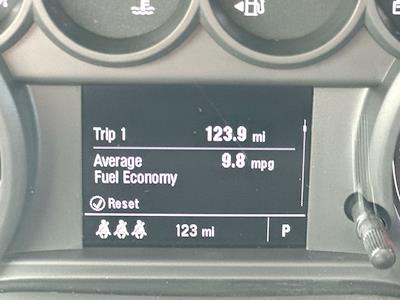 Trip 1 123.9 mi
Average 9.8 mpg
Fuel Economy
Reset
123 mi P